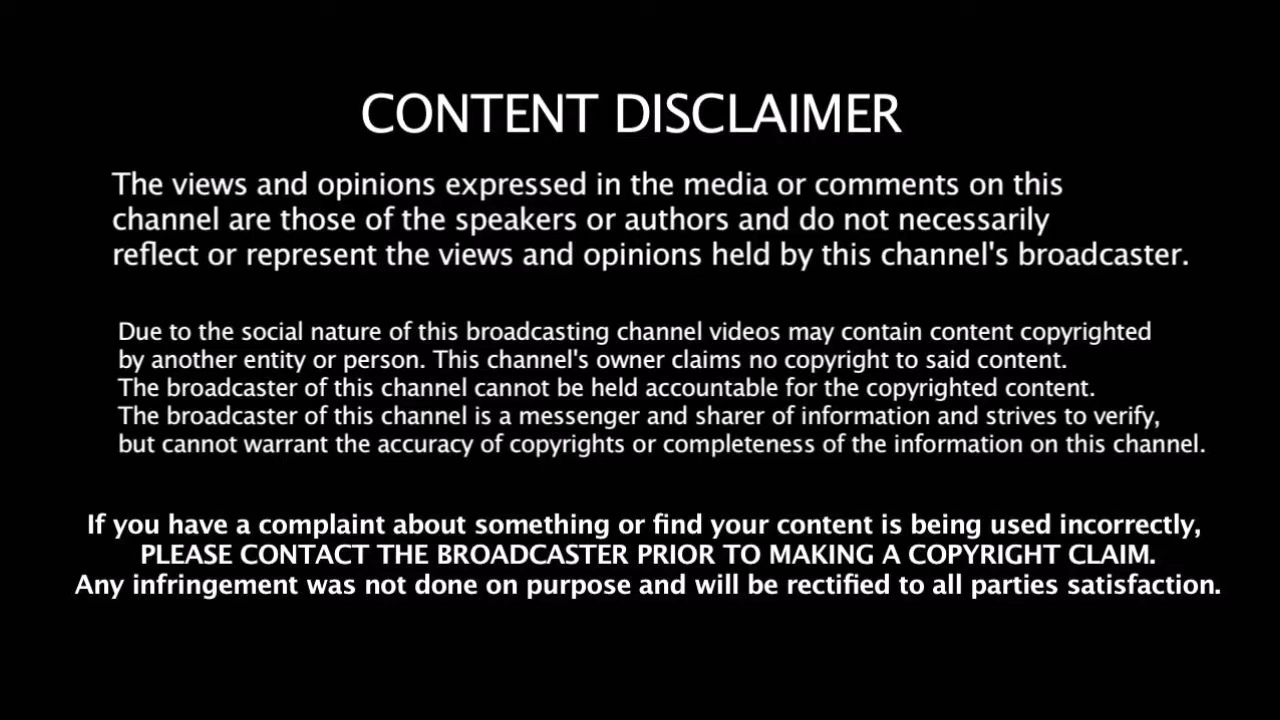 CONTENT DISCLAIMER
The views and opinions expressed in the media or comments on this
channel are those of the speakers or authors and do not necessarily
reflect or represent the views and opinions held by this channel's broadcaster.
Due to the social nature of this broadcasting channel videos may contain content copyrighted
by another entity or person. This channel's owner claims no copyright to said content.
The broadcaster of this channel cannot be held accountable for the copyrighted content.
The broadcaster of this channel is a messenger and sharer of information and strives to verify,
but cannot warrant the accuracy of copyrights or completeness of the information on this channel.
If you have a complaint about something or find your content is being used incorrectly,
PLEASE CONTACT THE BROADCASTER PRIOR TO MAKING A COPYRIGHT CLAIM.
Any infringement was not done on purpose and will be rectified to all parties satisfaction.